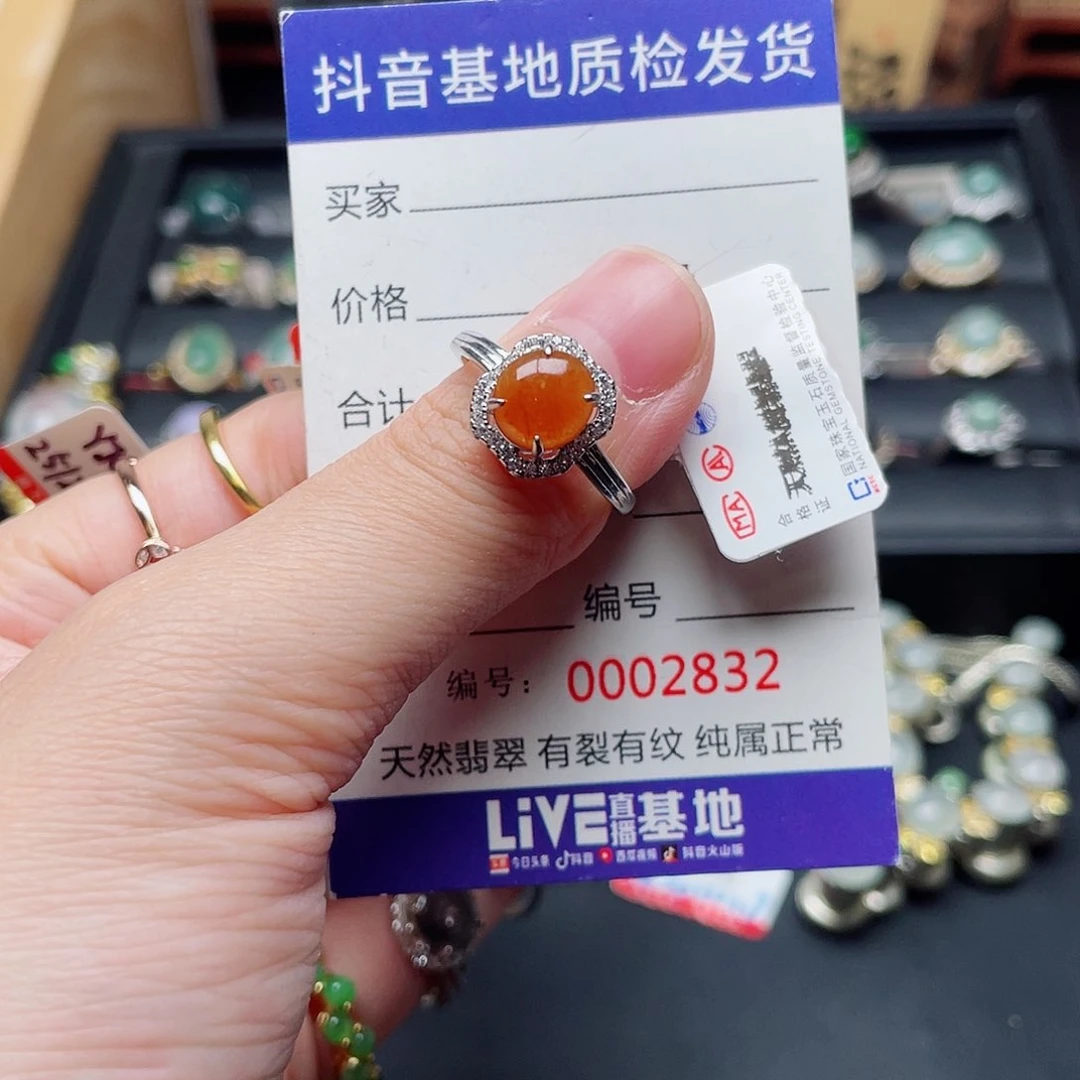 抖音基地质检发货
买家
价格
合计
编号
编号: 0002832
天然翡翠 有裂有纹 纯属正常
LiVE直播基地
今日头条 抖音 西瓜视频 抖音火山版
国家珠宝玉石质量监督检验中心
NATIONAL GEMSTONE TESTING CENTER
合格证
MA